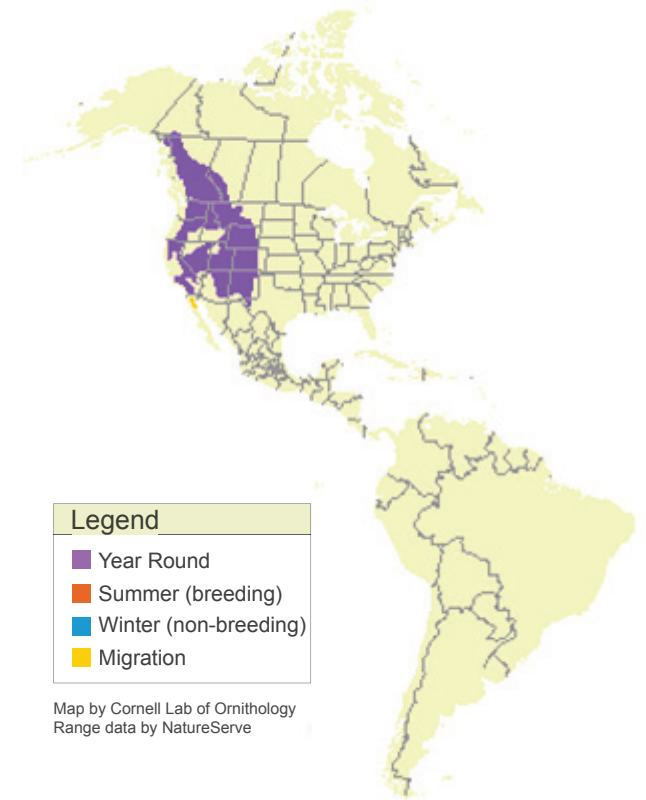 Legend
Year Round
Summer (breeding)
Winter (non-breeding)
Migration
Map by Cornell Lab of Ornithology
Range data by NatureServe